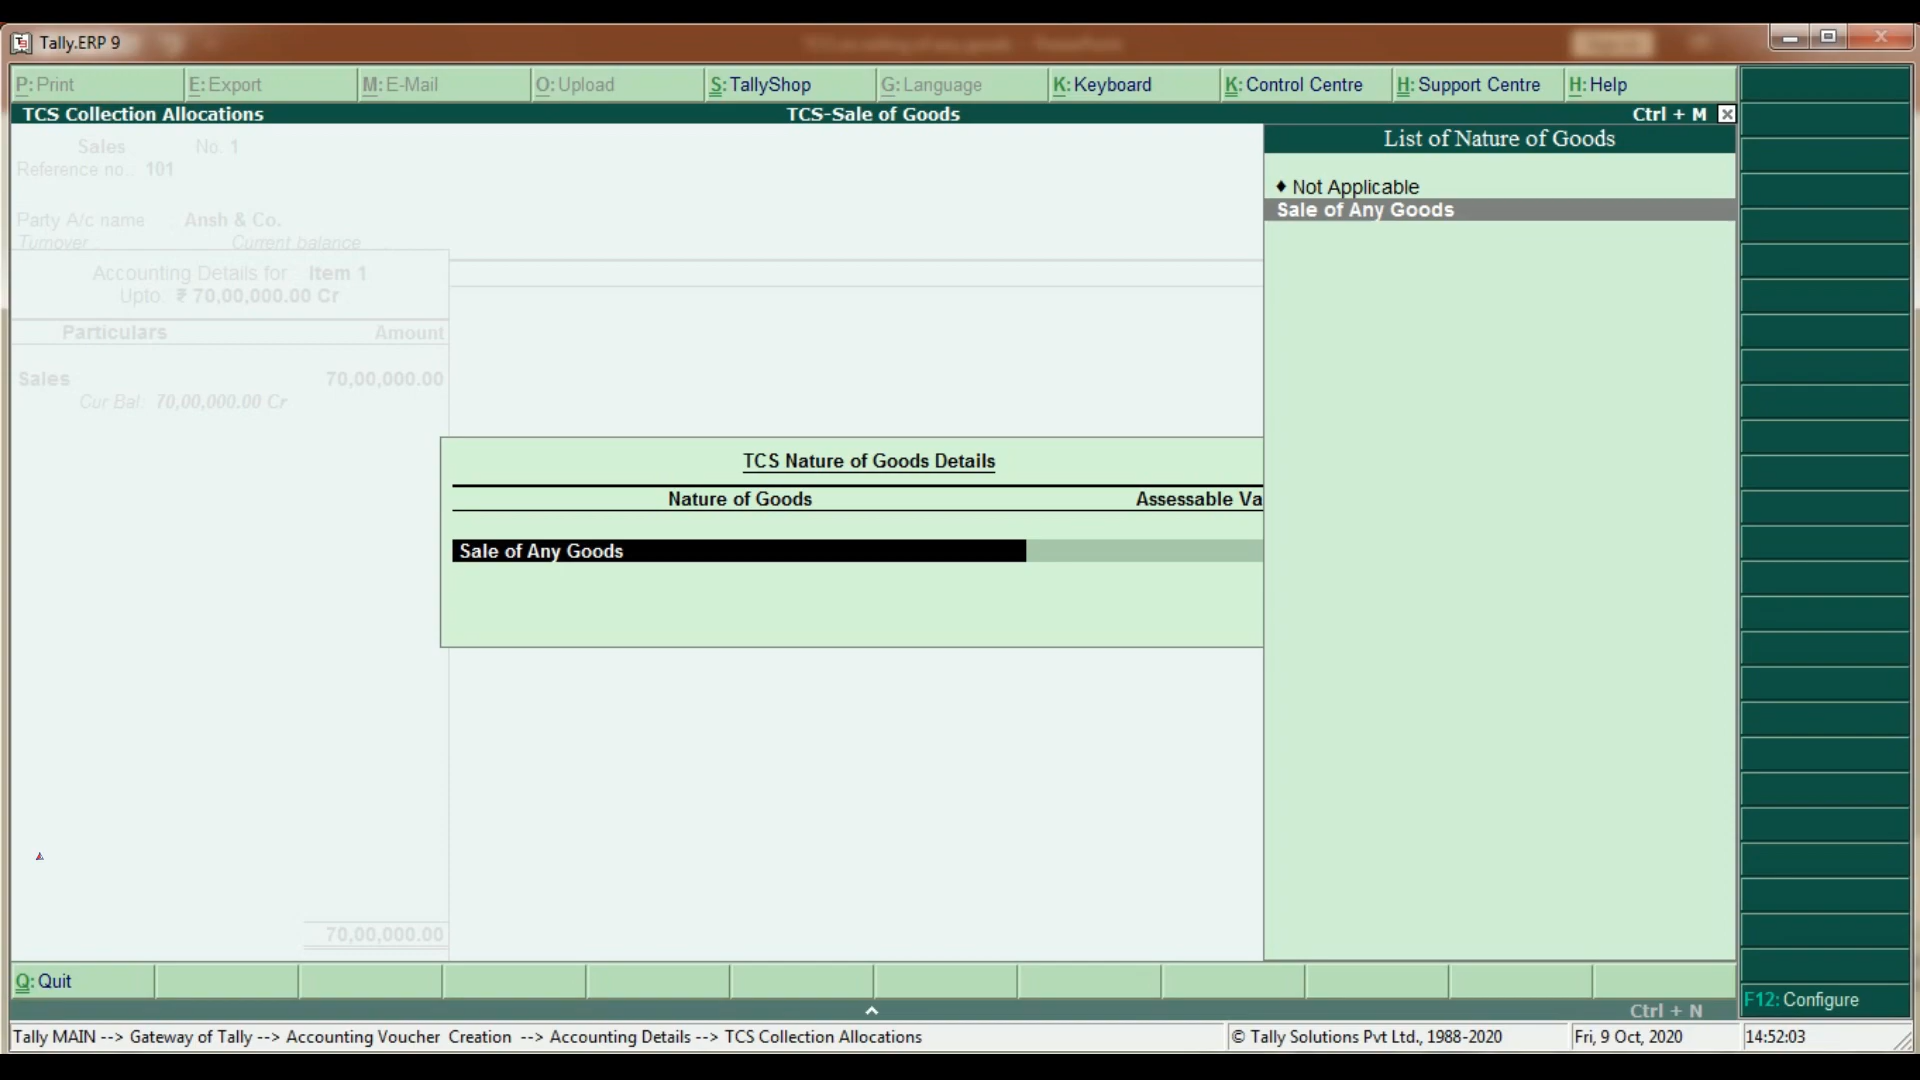 Tally.ERP 9
P: Print
E: Export
M: E-Mail
O: Upload
S: TallyShop
G: Language
K: Keyboard
K: Control Centre
H: Support Centre
H: Help
TCS Collection Allocations
TCS-Sale of Goods
Ctrl + M
Sales No. 1
Reference no.: 101
Party A/c name : Ansh & Co.
Turnover : Current balance :
Accounting Details for : Item 1
Upto : ₹ 70,00,000.00 Cr
Particulars Amount
Sales 70,00,000.00
Cur Bal: 70,00,000.00 Cr
70,00,000.00
TCS Nature of Goods Details
Nature of Goods Assessable Va
Sale of Any Goods
List of Nature of Goods
♦ Not Applicable
Sale of Any Goods
Q: Quit
Ctrl + N
F12: Configure
Tally MAIN --> Gateway of Tally --> Accounting Voucher Creation --> Accounting Details --> TCS Collection Allocations
© Tally Solutions Pvt Ltd., 1988-2020
Fri, 9 Oct, 2020
14:52:03